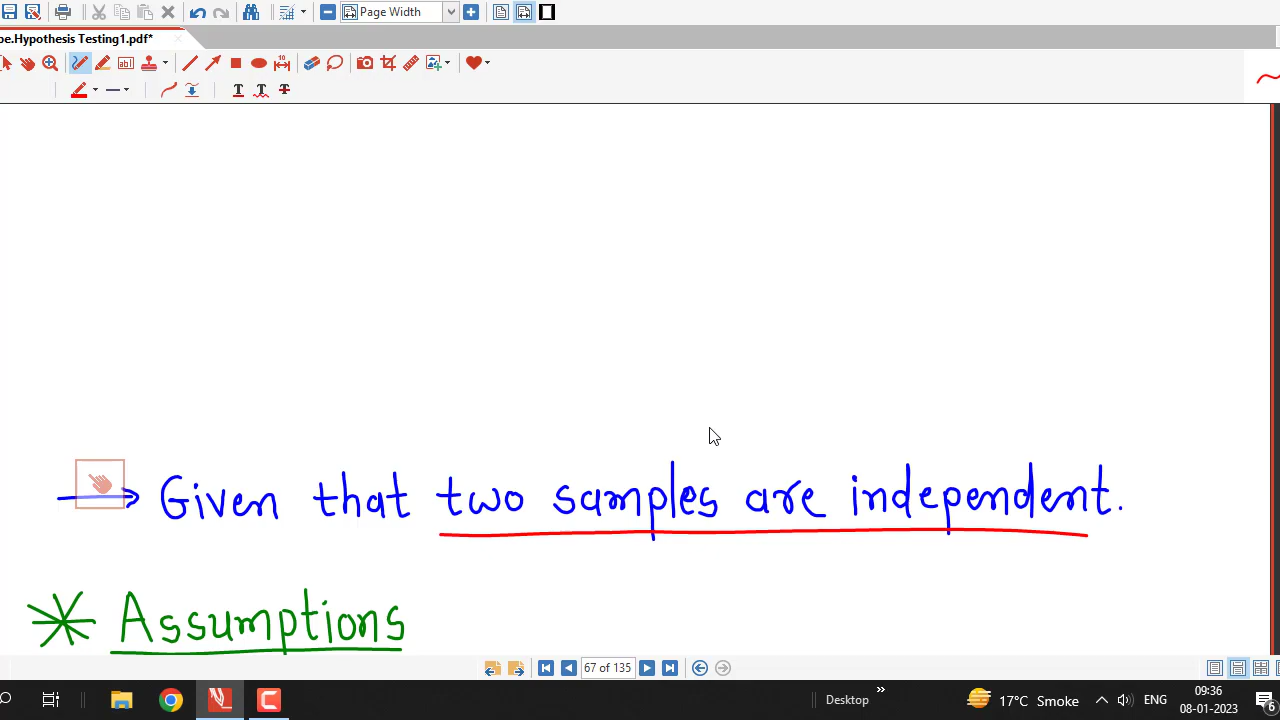 Page Width
pe.Hypothesis Testing1.pdf*
→ Given that two samples are independent.
* Assumptions
67 of 135
Desktop
»
17°C Smoke
ENG
09:36
08-01-2023
6